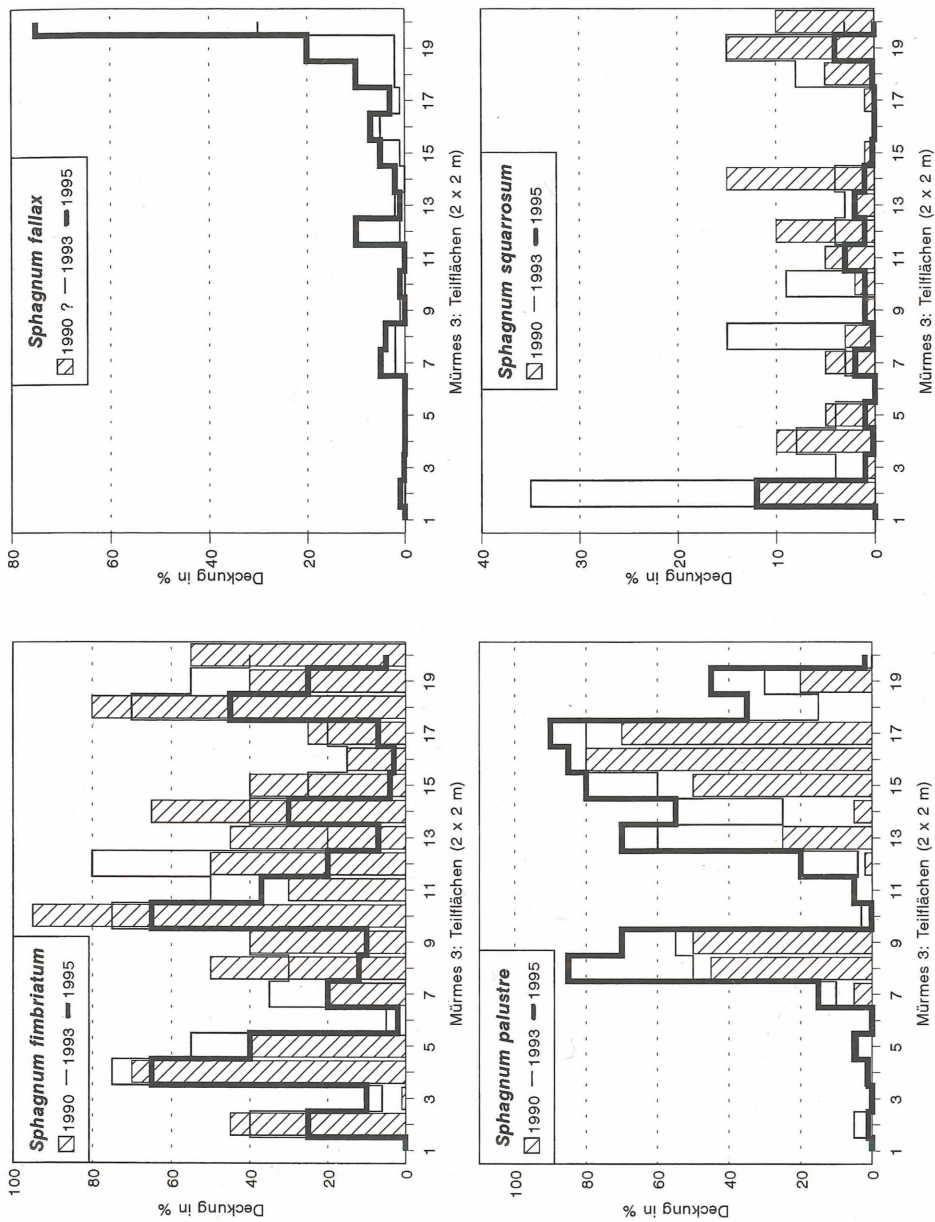 Sphagnum fimbriatum
1990 — 1993 — 1995
Deckung in %
100
80
60
40
20
0
1 3 5 7 9 11 13 15 17 19
Mürmes 3: Teilflächen (2 x 2 m)
Sphagnum fallax
1990 ? — 1993 — 1995
Deckung in %
80
60
40
20
0
1 3 5 7 9 11 13 15 17 19
Mürmes 3: Teilflächen (2 x 2 m)
Sphagnum palustre
1990 — 1993 — 1995
Deckung in %
100
80
60
40
20
0
1 3 5 7 9 11 13 15 17 19
Mürmes 3: Teilflächen (2 x 2 m)
Sphagnum squarrosum
1990 — 1993 — 1995
Deckung in %
40
30
20
10
0
1 3 5 7 9 11 13 15 17 19
Mürmes 3: Teilflächen (2 x 2 m)